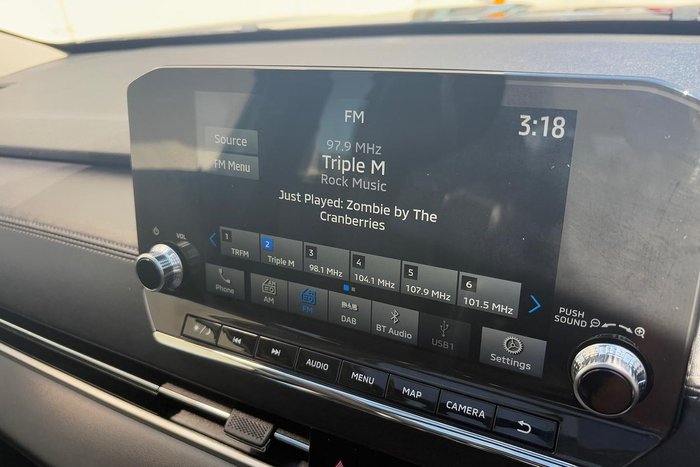 FM
3:18
Source
FM Menu
97.9 MHz
Triple M
Rock Music
Just Played: Zombie by The
Cranberries
VOL
1 TRFM
2 Triple M
3 98.1 MHz
4 104.1 MHz
5 107.9 MHz
6 101.5 MHz
PUSH
SOUND
Phone
AM
FM
DAB
BT Audio
USB1
Settings
AUDIO
MENU
MAP
CAMERA